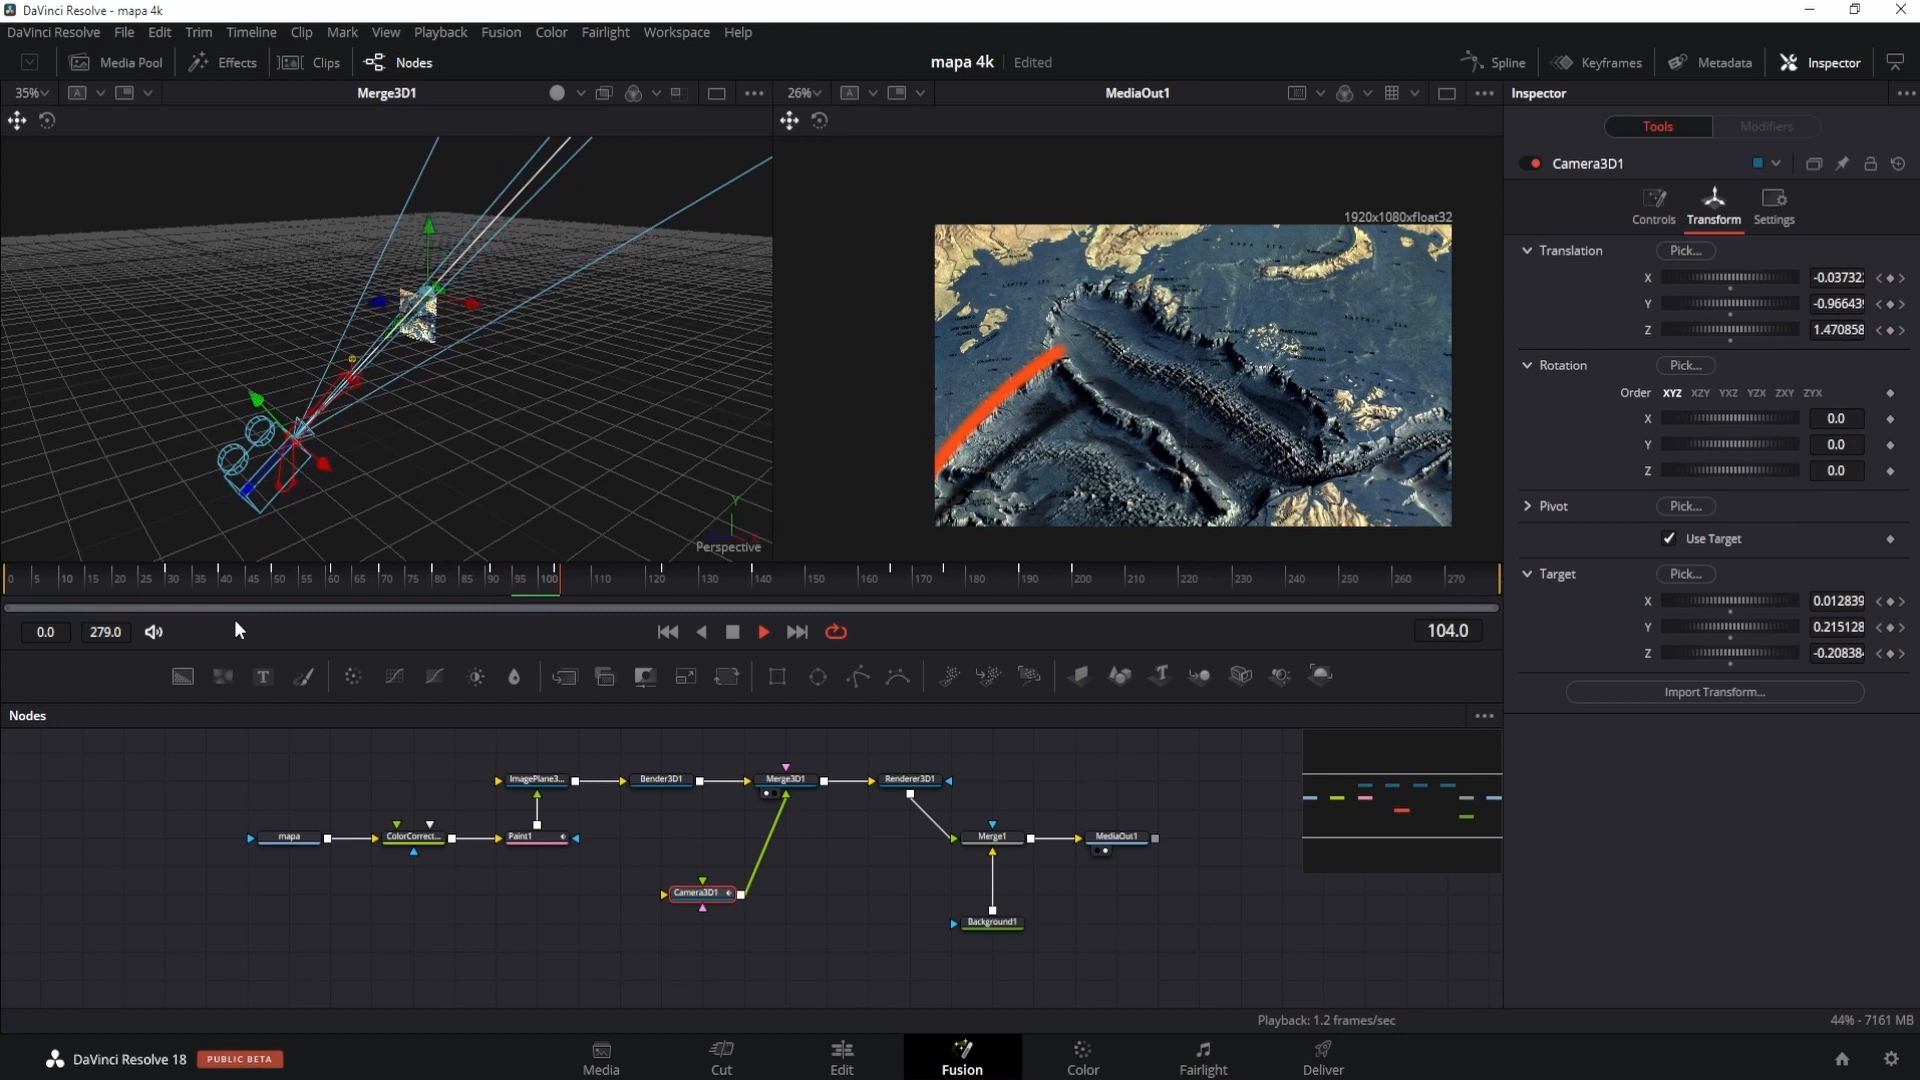 DaVinci Resolve - mapa 4k
DaVinci Resolve File Edit Trim Timeline Clip Mark View Playback Fusion Color Fairlight Workspace Help
Media Pool Effects Clips Nodes mapa 4k Edited Spline Keyframes Metadata Inspector
35% A Merge3D1 26% A MediaOut1 Inspector
Tools Modifiers
Camera3D1
Controls Transform Settings
1920x1080xfloat32
Translation Pick...
X -0.037323
Y -0.966439
Z 1.470858
Rotation Pick...
Order XYZ XZY YXZ YZX ZXY ZYX
X 0.0
Y 0.0
Z 0.0
Pivot Pick...
Use Target
Target Pick...
X 0.012839
Y 0.215128
Z -0.208384
Import Transform...
Y
Perspective
0 5 10 15 20 25 30 35 40 45 50 55 60 65 70 75 80 85 90 95 100 110 120 130 140 150 160 170 180 190 200 210 220 230 240 250 260 270
0.0 279.0 104.0
Nodes
ImagePlane3... Bender3D1 Merge3D1 Renderer3D1
mapa ColorCorrect... Paint1 Merge1 MediaOut1
Camera3D1
Background1
Playback: 1.2 frames/sec 44% - 7161 MB
DaVinci Resolve 18 PUBLIC BETA
Media Cut Edit Fusion Color Fairlight Deliver